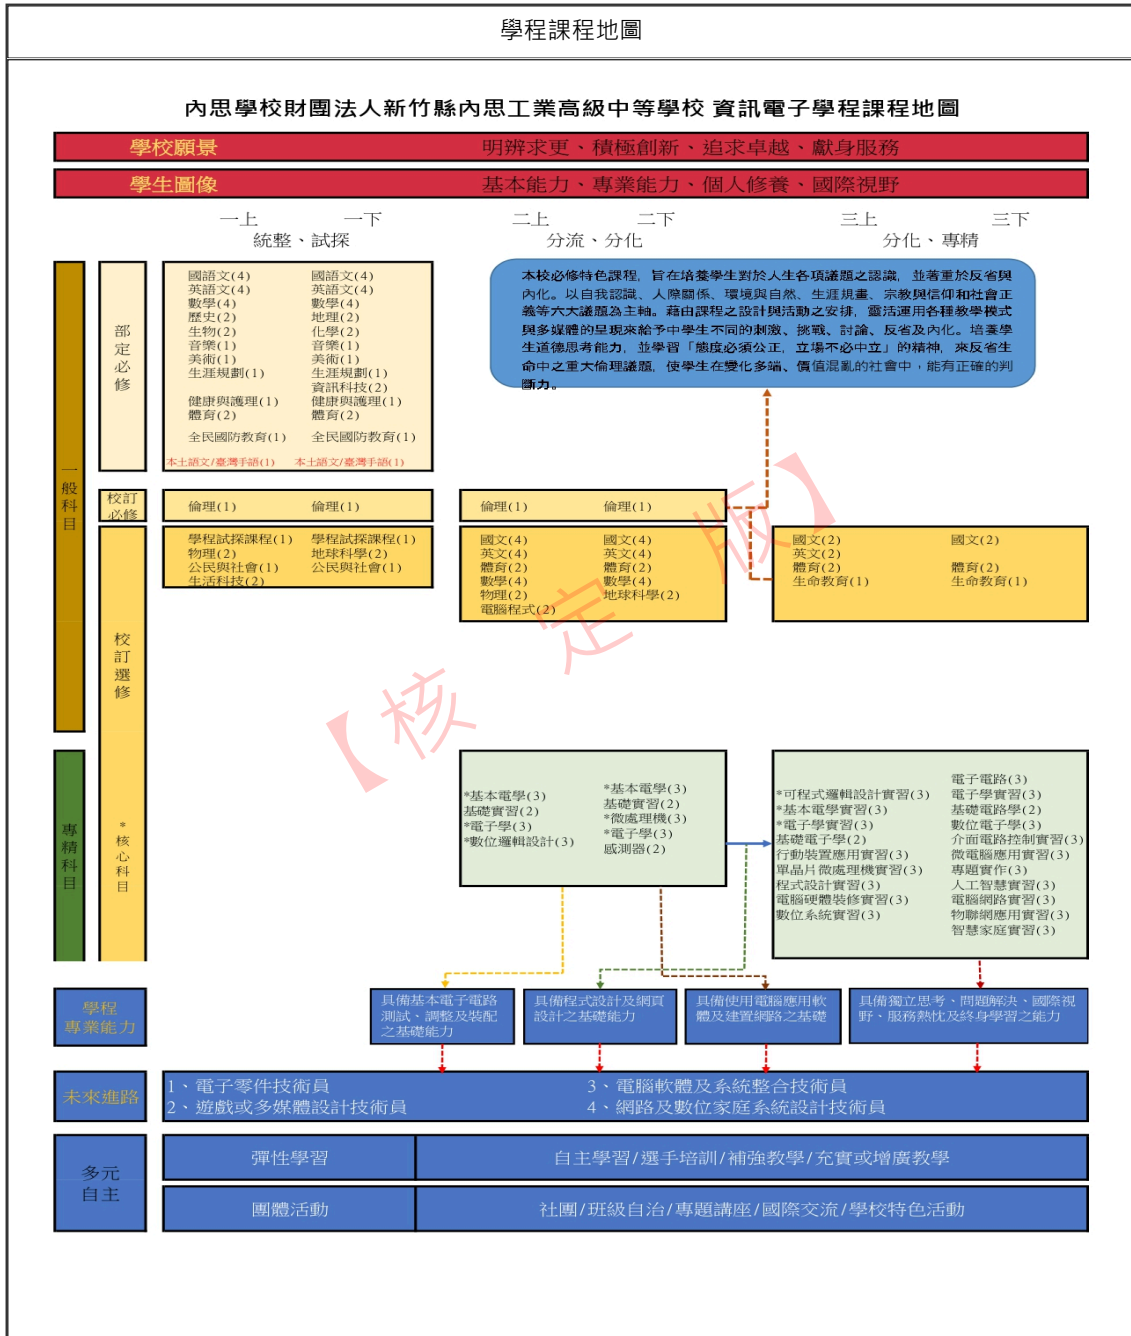 學程課程地圖
內思學校財團法人新竹縣內思工業高級中等學校 資訊電子學程課程地圖
學校願景 明辨求更、積極創新、追求卓越、獻身服務
學生圖像 基本能力、專業能力、個人修養、國際視野
一上 一下 二上 二下 三上 三下
統整、試探 分流、分化 分化、專精
一般科目
部定必修
國語文(4) 國語文(4)
英語文(4) 英語文(4)
數學(4) 數學(4)
歷史(2) 地理(2)
生物(2) 化學(2)
音樂(1) 音樂(1)
美術(1) 美術(1)
生涯規劃(1) 生涯規劃(1)
資訊科技(2)
健康與護理(1) 健康與護理(1)
體育(2) 體育(2)
全民國防教育(1) 全民國防教育(1)
本土語文/臺灣手語(1) 本土語文/臺灣手語(1)
本校必修特色課程，旨在培養學生對於人生各項議題之認識，並著重於反省與
內化。以自我認識、人際關係、環境與自然、生涯規畫、宗教與信仰和社會正
義等六大議題為主軸。藉由課程之設計與活動之安排，靈活運用各種教學模式
與多媒體的呈現來給予中學生不同的刺激、挑戰、討論、反省及內化。培養學
生道德思考能力，並學習「態度必須公正，立場不必中立」的精神，來反省生
命中之重大倫理議題，使學生在變化多端、價值混亂的社會中，能有正確的判
斷力。
校訂必修
倫理(1) 倫理(1) 倫理(1) 倫理(1)
校訂選修
學程試探課程(1) 學程試探課程(1)
物理(2) 地球科學(2)
公民與社會(1) 公民與社會(1)
生活科技(2)
國文(4) 國文(4)
英文(4) 英文(4)
體育(2) 體育(2)
數學(4) 數學(4)
物理(2) 地球科學(2)
電腦程式(2)
國文(2) 國文(2)
英文(2)
體育(2) 體育(2)
生命教育(1) 生命教育(1)
【核定版】
專精科目
*核心科目
*基本電學(3)
基礎實習(2)
*電子學(3)
*數位邏輯設計(3)
*基本電學(3)
基礎實習(2)
*微處理機(3)
*電子學(3)
感測器(2)
*可程式邏輯設計實習(3)
*基本電學實習(3)
*電子學實習(3)
基礎電子學(2)
行動裝置應用實習(3)
單晶片微處理機實習(3)
程式設計實習(3)
電腦硬體裝修實習(3)
數位系統實習(3)
電子電路(3)
電子學實習(3)
基礎電路學(2)
數位電子學(3)
介面電路控制實習(3)
微電腦應用實習(3)
專題實作(3)
人工智慧實習(3)
電腦網路實習(3)
物聯網應用實習(3)
智慧家庭實習(3)
學程
專業能力
具備基本電子電路
測試、調整及裝配
之基礎能力
具備程式設計及網頁
設計之基礎能力
具備使用電腦應用軟
體及建置網路之基礎
具備獨立思考、問題解決、國際視
野、服務熱忱及終身學習之能力
未來進路
1、電子零件技術員 3、電腦軟體及系統整合技術員
2、遊戲或多媒體設計技術員 4、網路及數位家庭系統設計技術員
多元
自主
彈性學習 自主學習/選手培訓/補強教學/充實或增廣教學
團體活動 社團/班級自治/專題講座/國際交流/學校特色活動